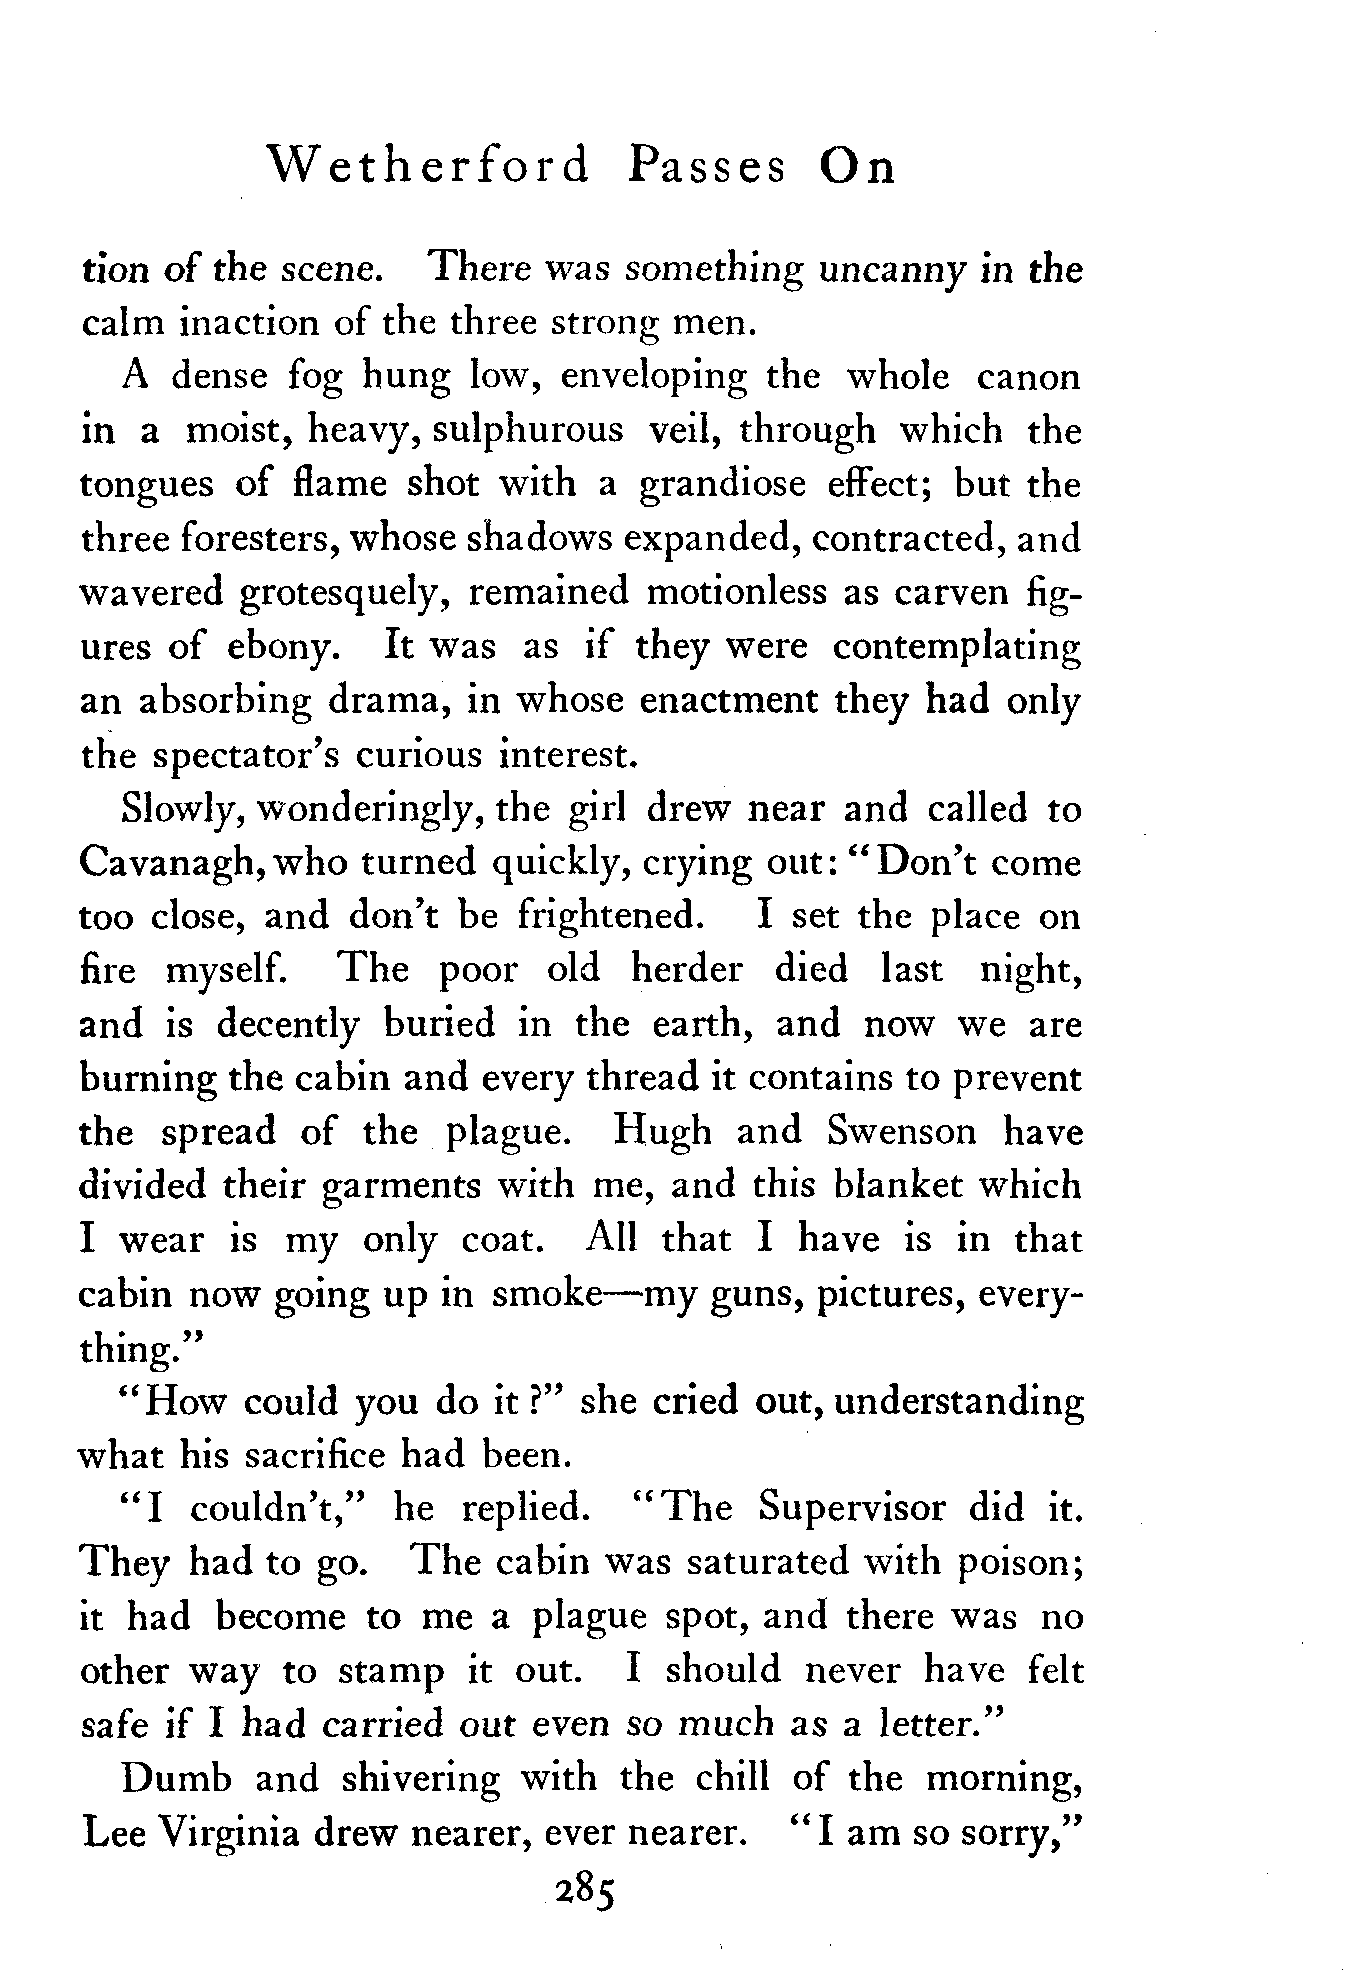 Wetherford Passes On
tion of the scene. There was something uncanny in the
calm inaction of the three strong men.
A dense fog hung low, enveloping the whole canon
in a moist, heavy, sulphurous veil, through which the
tongues of flame shot with a grandiose effect; but the
three foresters, whose shadows expanded, contracted, and
wavered grotesquely, remained motionless as carven fig-
ures of ebony. It was as if they were contemplating
an absorbing drama, in whose enactment they had only
the spectator's curious interest.
Slowly, wonderingly, the girl drew near and called to
Cavanagh, who turned quickly, crying out: "Don't come
too close, and don't be frightened. I set the place on
fire myself. The poor old herder died last night,
and is decently buried in the earth, and now we are
burning the cabin and every thread it contains to prevent
the spread of the plague. Hugh and Swenson have
divided their garments with me, and this blanket which
I wear is my only coat. All that I have is in that
cabin now going up in smoke—my guns, pictures, every-
thing."
"How could you do it?" she cried out, understanding
what his sacrifice had been.
"I couldn't," he replied. "The Supervisor did it.
They had to go. The cabin was saturated with poison;
it had become to me a plague spot, and there was no
other way to stamp it out. I should never have felt
safe if I had carried out even so much as a letter."
Dumb and shivering with the chill of the morning,
Lee Virginia drew nearer, ever nearer. "I am so sorry,"
285